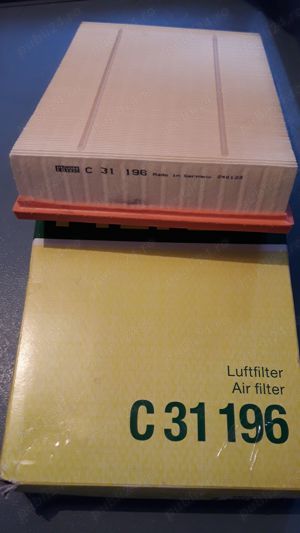 C 31 196 Made in Germany
Luftfilter
Air filter
C 31 196